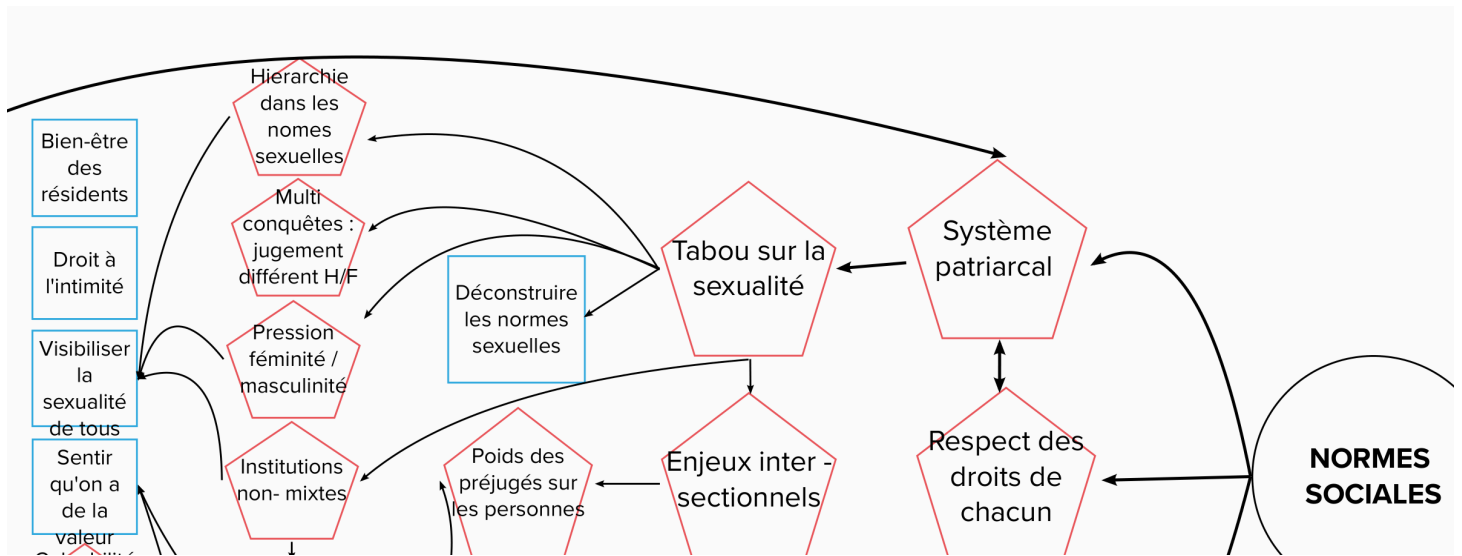 Hierarchie
dans les
nomes
sexuelles
Bien-être
des
résidents
Multi
conquêtes :
jugement
différent H/F
Droit à
l'intimité
Tabou sur la
sexualité
Système
patriarcal
Déconstruire
les normes
sexuelles
Pression
féminité /
masculinité
Visibiliser
la
sexualité
de tous
Sentir
qu'on a
de la
valeur
Institutions
non- mixtes
Poids des
préjugés sur
les personnes
Enjeux inter -
sectionnels
Respect des
droits de
chacun
NORMES
SOCIALES